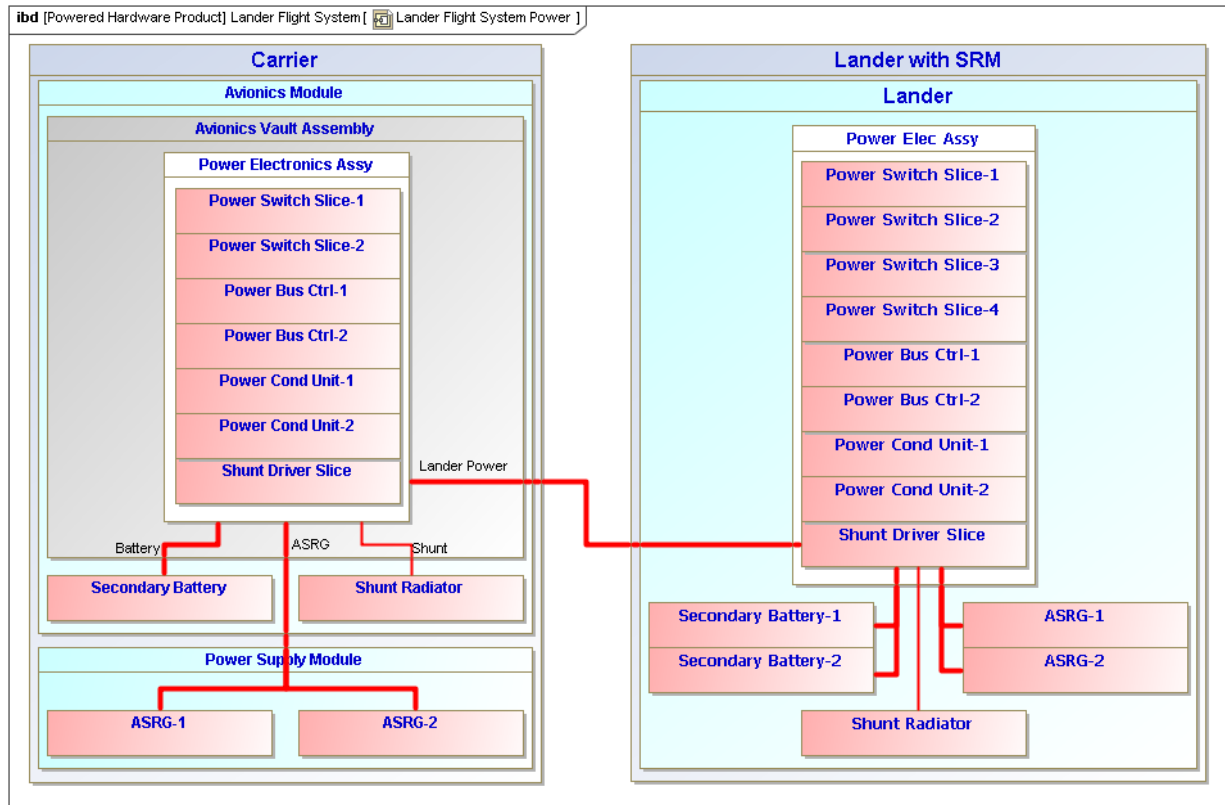 ibd [Powered Hardware Product] Lander Flight System[ Lander Flight System Power ]
Carrier
Avionics Module
Avionics Vault Assembly
Power Electronics Assy
Power Switch Slice-1
Power Switch Slice-2
Power Bus Ctrl-1
Power Bus Ctrl-2
Power Cond Unit-1
Power Cond Unit-2
Shunt Driver Slice
Lander Power
Battery
ASRG
Shunt
Secondary Battery
Shunt Radiator
Power Supply Module
ASRG-1
ASRG-2
Lander with SRM
Lander
Power Elec Assy
Power Switch Slice-1
Power Switch Slice-2
Power Switch Slice-3
Power Switch Slice-4
Power Bus Ctrl-1
Power Bus Ctrl-2
Power Cond Unit-1
Power Cond Unit-2
Shunt Driver Slice
Secondary Battery-1
Secondary Battery-2
ASRG-1
ASRG-2
Shunt Radiator